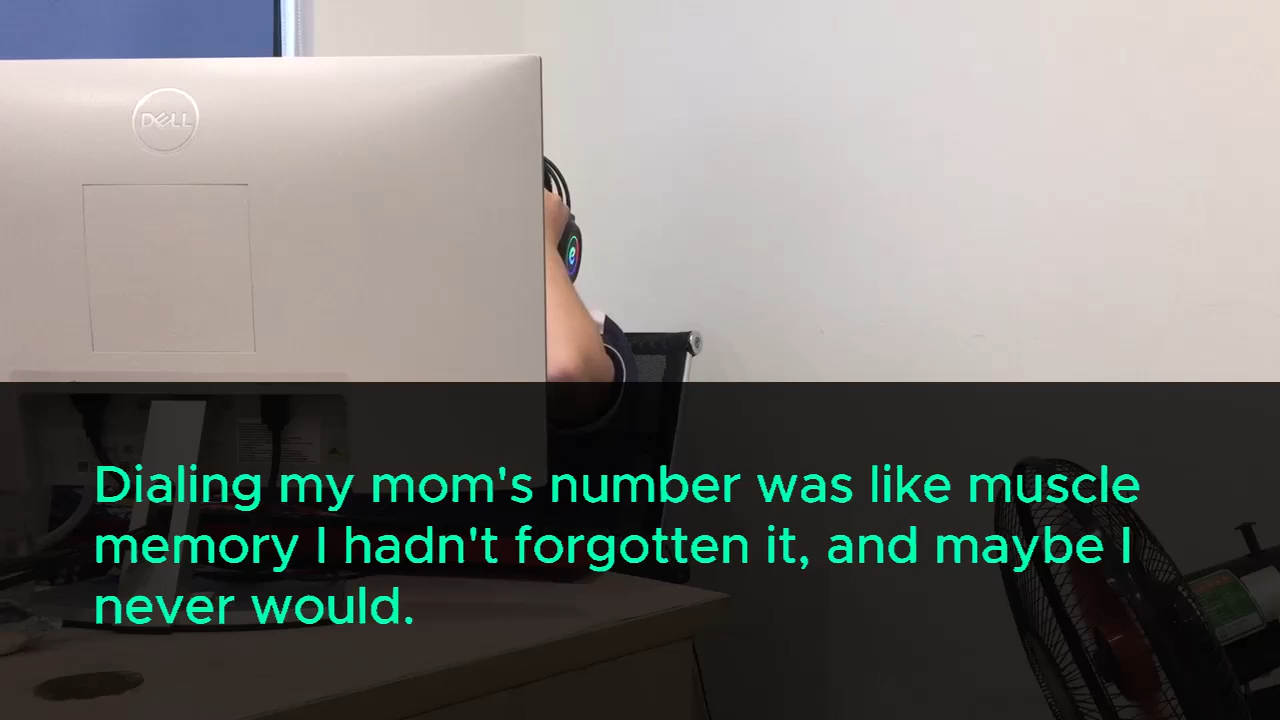 DELL
e
Dialing my mom's number was like muscle
memory I hadn't forgotten it, and maybe I
never would.